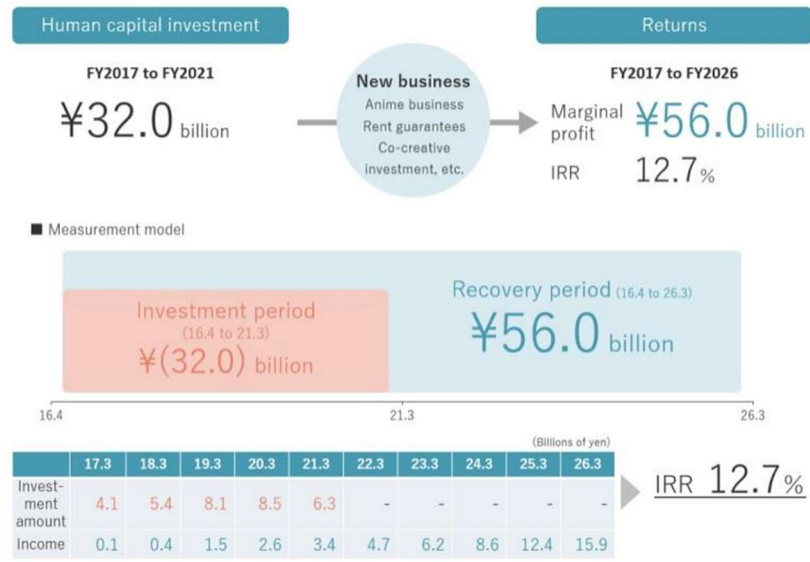 Human capital investment
Returns
FY2017 to FY2021
¥32.0 billion
New business
Anime business
Rent guarantees
Co-creative
investment, etc.
FY2017 to FY2026
Marginal
profit
¥56.0 billion
IRR 12.7%
■ Measurement model
Investment period
(16.4 to 21.3)
¥(32.0) billion
Recovery period (16.4 to 26.3)
¥56.0 billion
16.4 21.3 26.3
(Billions of yen)
17.3 18.3 19.3 20.3 21.3 22.3 23.3 24.3 25.3 26.3
Invest-
ment
amount
4.1 5.4 8.1 8.5 6.3 - - - - -
Income 0.1 0.4 1.5 2.6 3.4 4.7 6.2 8.6 12.4 15.9
IRR 12.7%